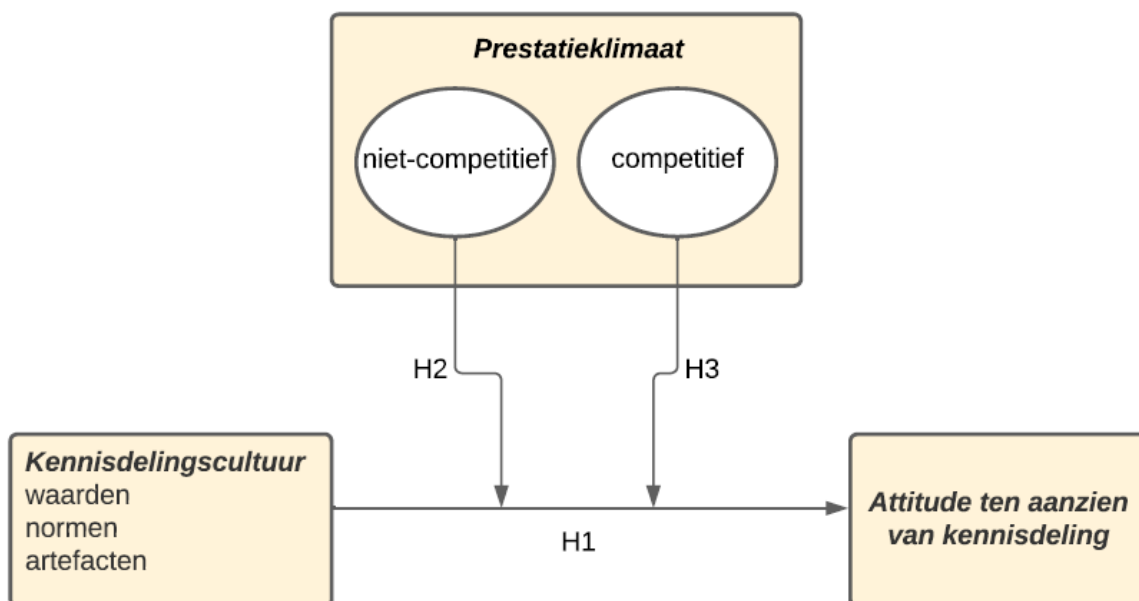 Prestatieklimaat
niet-competitief
competitief
H2
H3
Kennisdelingscultuur
waarden
normen
artefacten
H1
Attitude ten aanzien
van kennisdeling